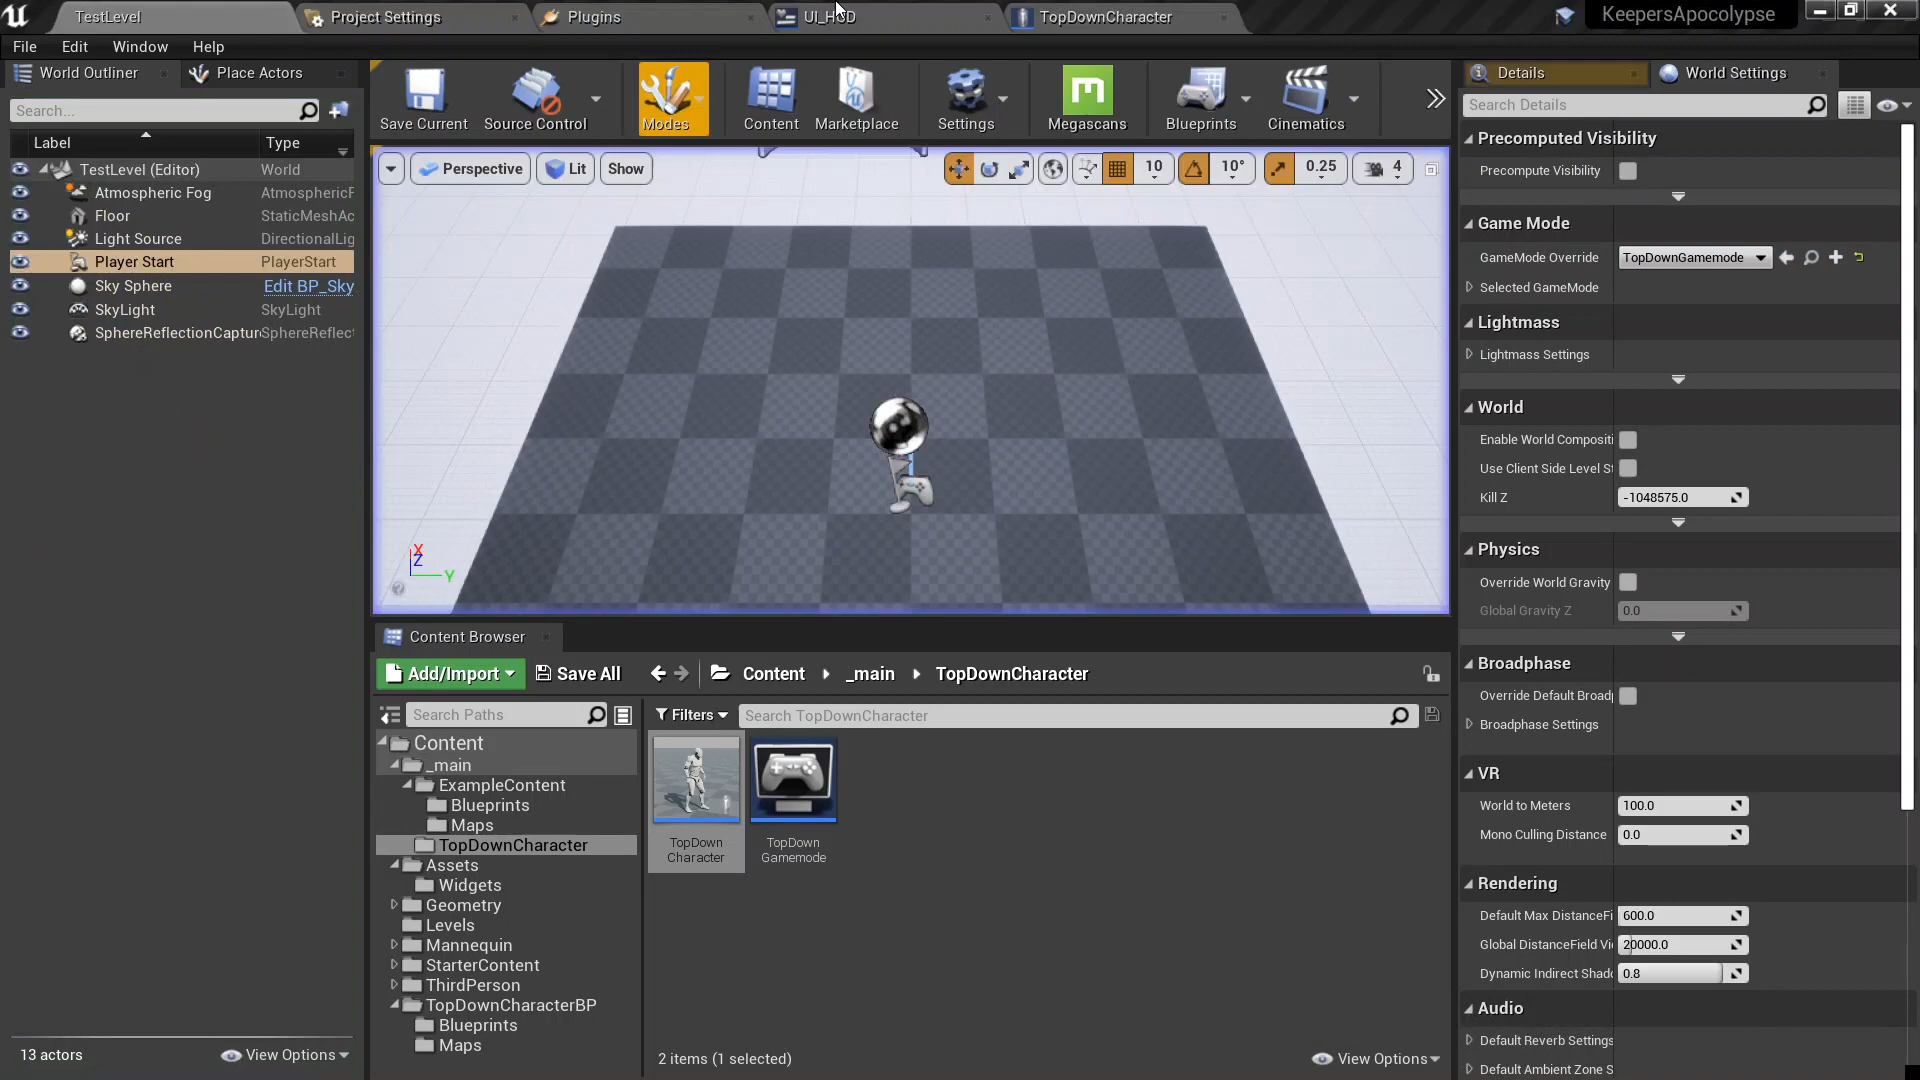 TestLevel
Project Settings
Plugins
TopDownCharacter
KeepersApocolypse
File
Edit
Window
Help
World Outliner
Place Actors
Search...
Label
Type
TestLevel (Editor)
World
Atmospheric Fog
AtmosphericF
Floor
StaticMeshAc
Light Source
DirectionalLig
Player Start
PlayerStart
Sky Sphere
Edit BP_Sky
SkyLight
SkyLight
SphereReflectionCapture
SphereReflect
13 actors
View Options
Save Current
Source Control
Modes
Content
Marketplace
Settings
Megascans
Blueprints
Cinematics
Perspective
Lit
Show
10
10°
0.25
4
X
Z
Y
Content Browser
Add/Import
Save All
Content
_main
TopDownCharacter
Search Paths
Filters
Search TopDownCharacter
Content
_main
ExampleContent
Blueprints
Maps
TopDownCharacter
Assets
Widgets
Geometry
Levels
Mannequin
StarterContent
ThirdPerson
TopDownCharacterBP
Blueprints
Maps
TopDown
Character
TopDown
Gamemode
2 items (1 selected)
View Options
Details
World Settings
Search Details
Precomputed Visibility
Precompute Visibility
Game Mode
GameMode Override
TopDownGamemode
Selected GameMode
Lightmass
Lightmass Settings
World
Enable World Compositi
Use Client Side Level St
Kill Z
-1048575.0
Physics
Override World Gravity
Global Gravity Z
0.0
Broadphase
Override Default Broadp
Broadphase Settings
VR
World to Meters
100.0
Mono Culling Distance
0.0
Rendering
Default Max DistanceFi
600.0
Global DistanceField Vi
20000.0
Dynamic Indirect Shado
0.8
Audio
Default Reverb Settings
Default Ambient Zone S